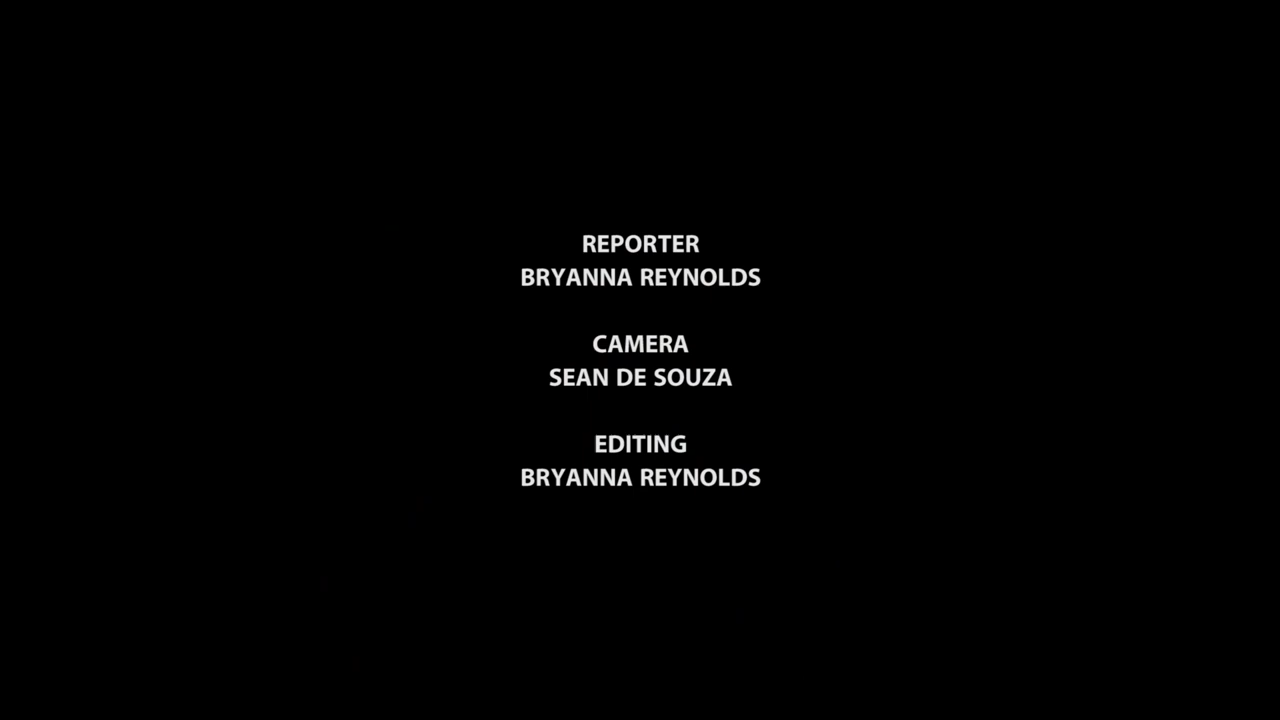 REPORTER
BRYANNA REYNOLDS
CAMERA
SEAN DE SOUZA
EDITING
BRYANNA REYNOLDS